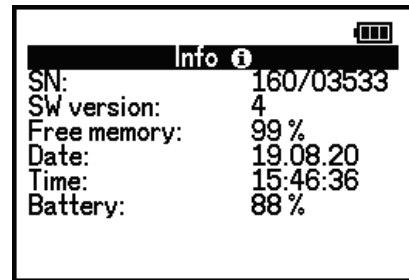 Info
SN: 160/03533
SW version: 4
Free memory: 99 %
Date: 19.08.20
Time: 15:46:36
Battery: 88 %